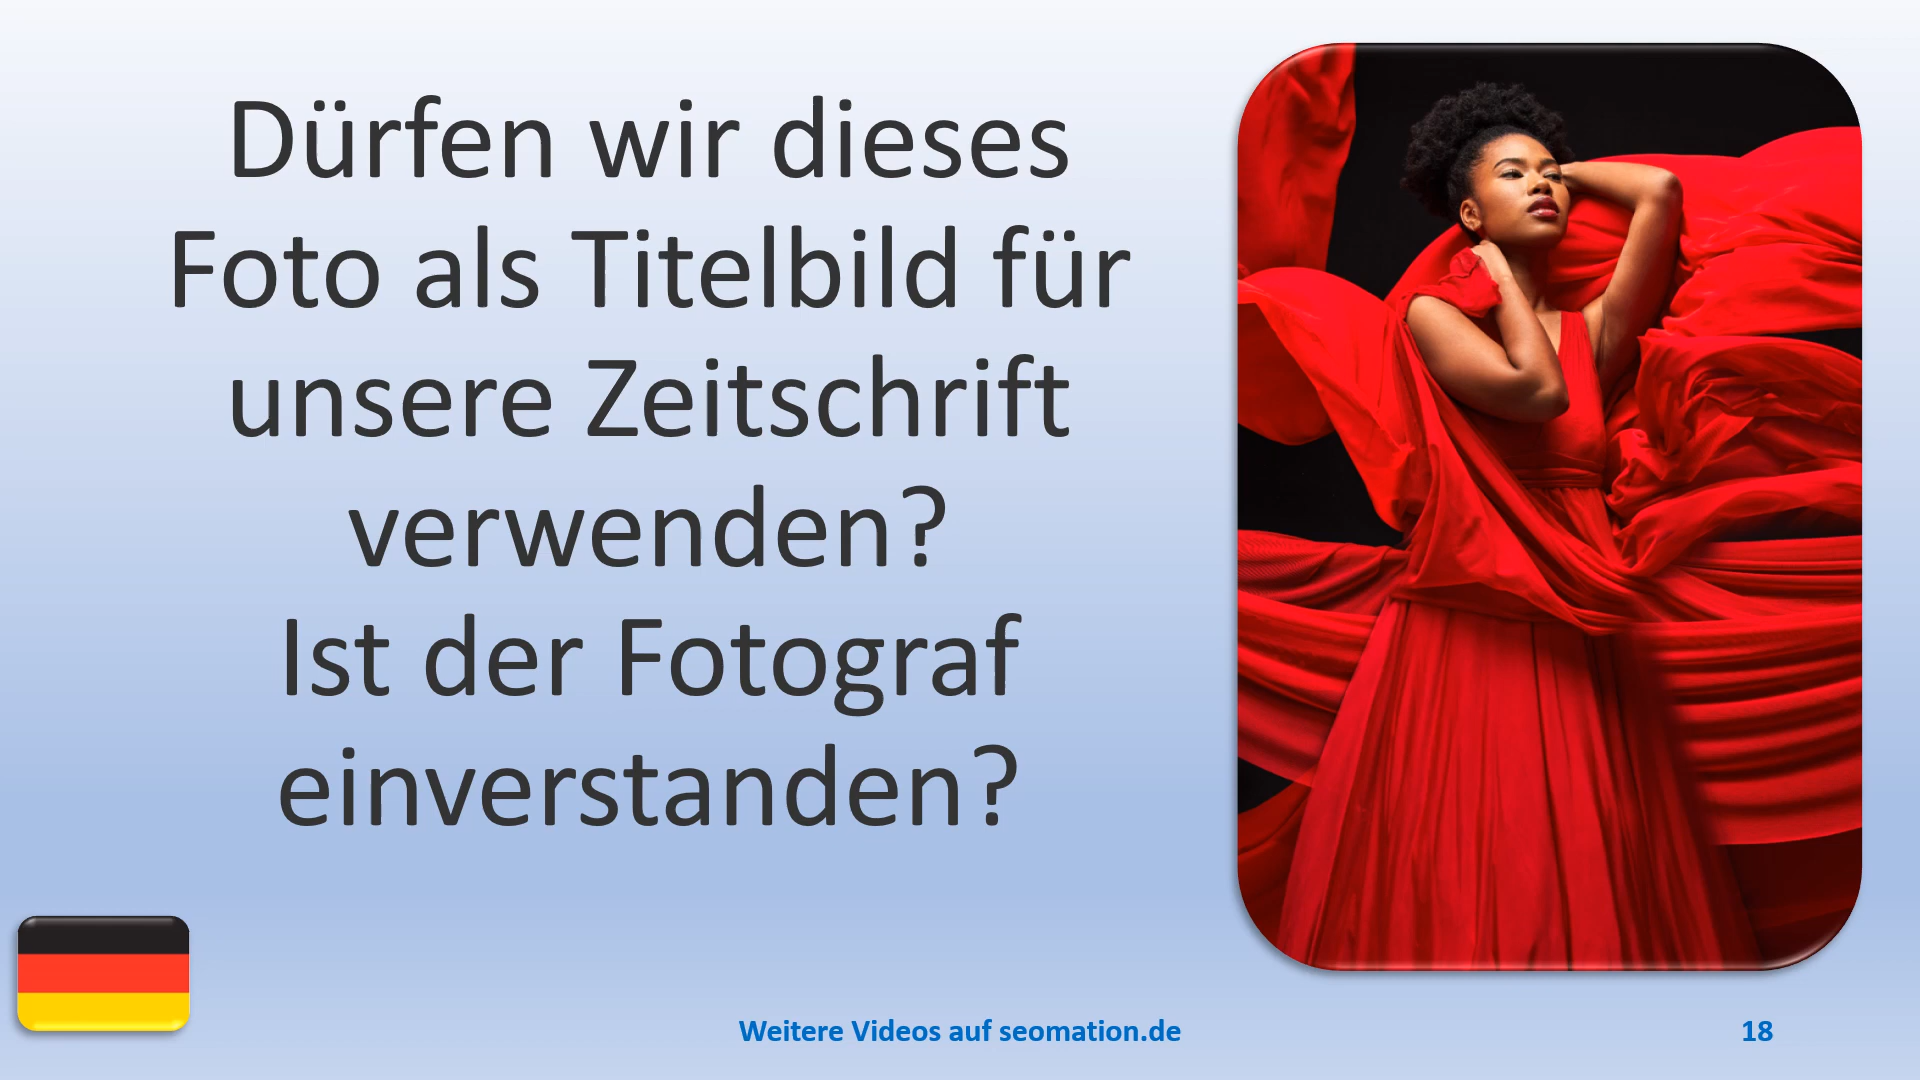 Dürfen wir dieses
Foto als Titelbild für
unsere Zeitschrift
verwenden?
Ist der Fotograf
einverstanden?
Weitere Videos auf seomation.de
18